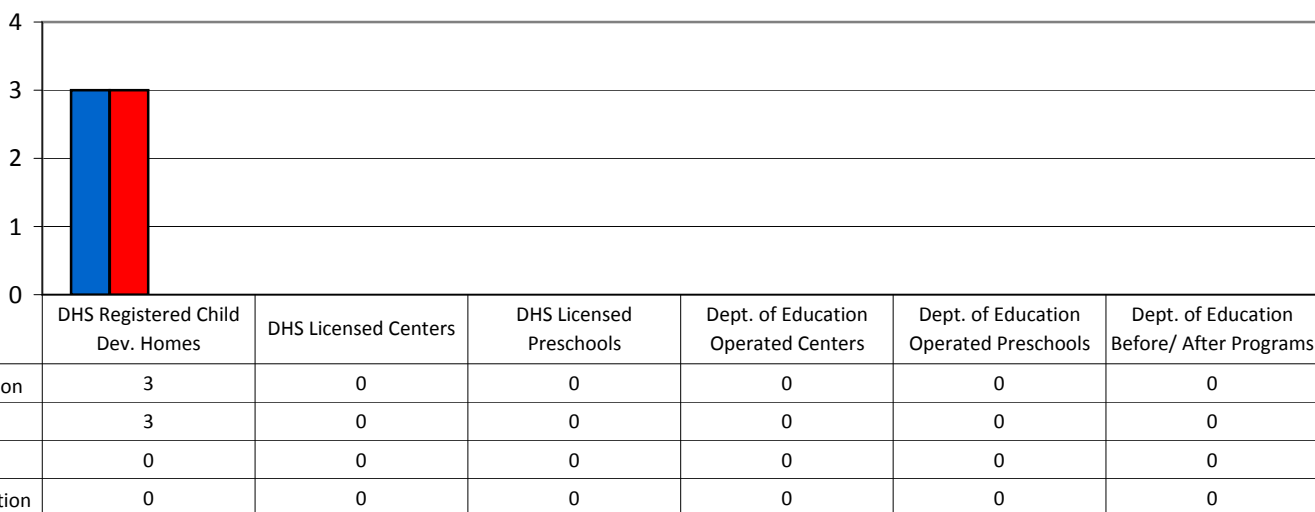 4
3
2
1
0
DHS Registered Child Dev. Homes
DHS Licensed Centers
DHS Licensed Preschools
Dept. of Education Operated Centers
Dept. of Education Operated Preschools
Dept. of Education Before/ After Programs
on 3 0 0 0 0 0
3 0 0 0 0 0
0 0 0 0 0 0
tion 0 0 0 0 0 0